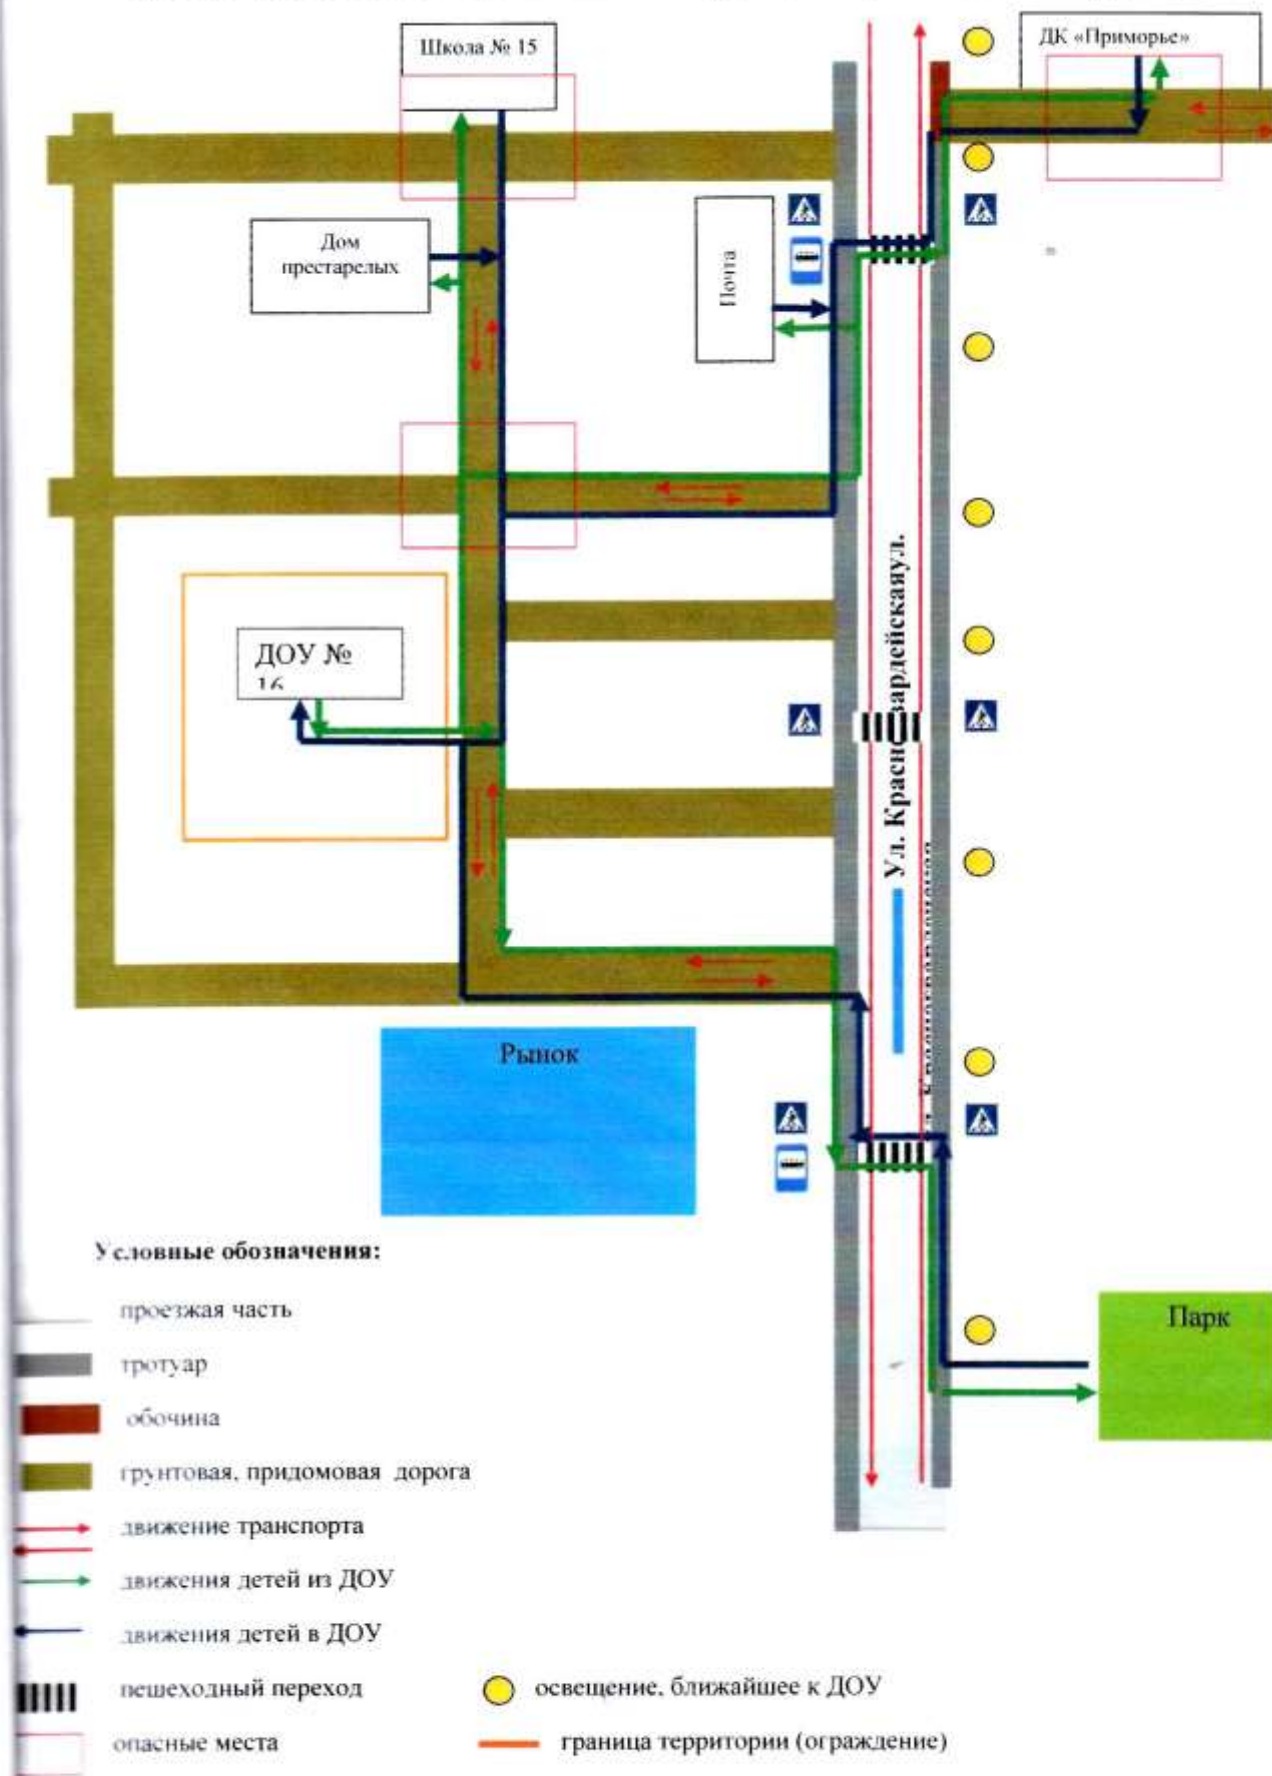 Школа № 15
ДК «Приморье»
Дом
престарелых
Почта
ДОУ №
16
Ул. Красногвардейскаяул.
Рынок
Парк
Условные обозначения:
проезжая часть
тротуар
обочина
грунтовая, придомовая дорога
движение транспорта
движения детей из ДОУ
движения детей в ДОУ
пешеходный переход
освещение, ближайшее к ДОУ
опасные места
граница территории (ограждение)